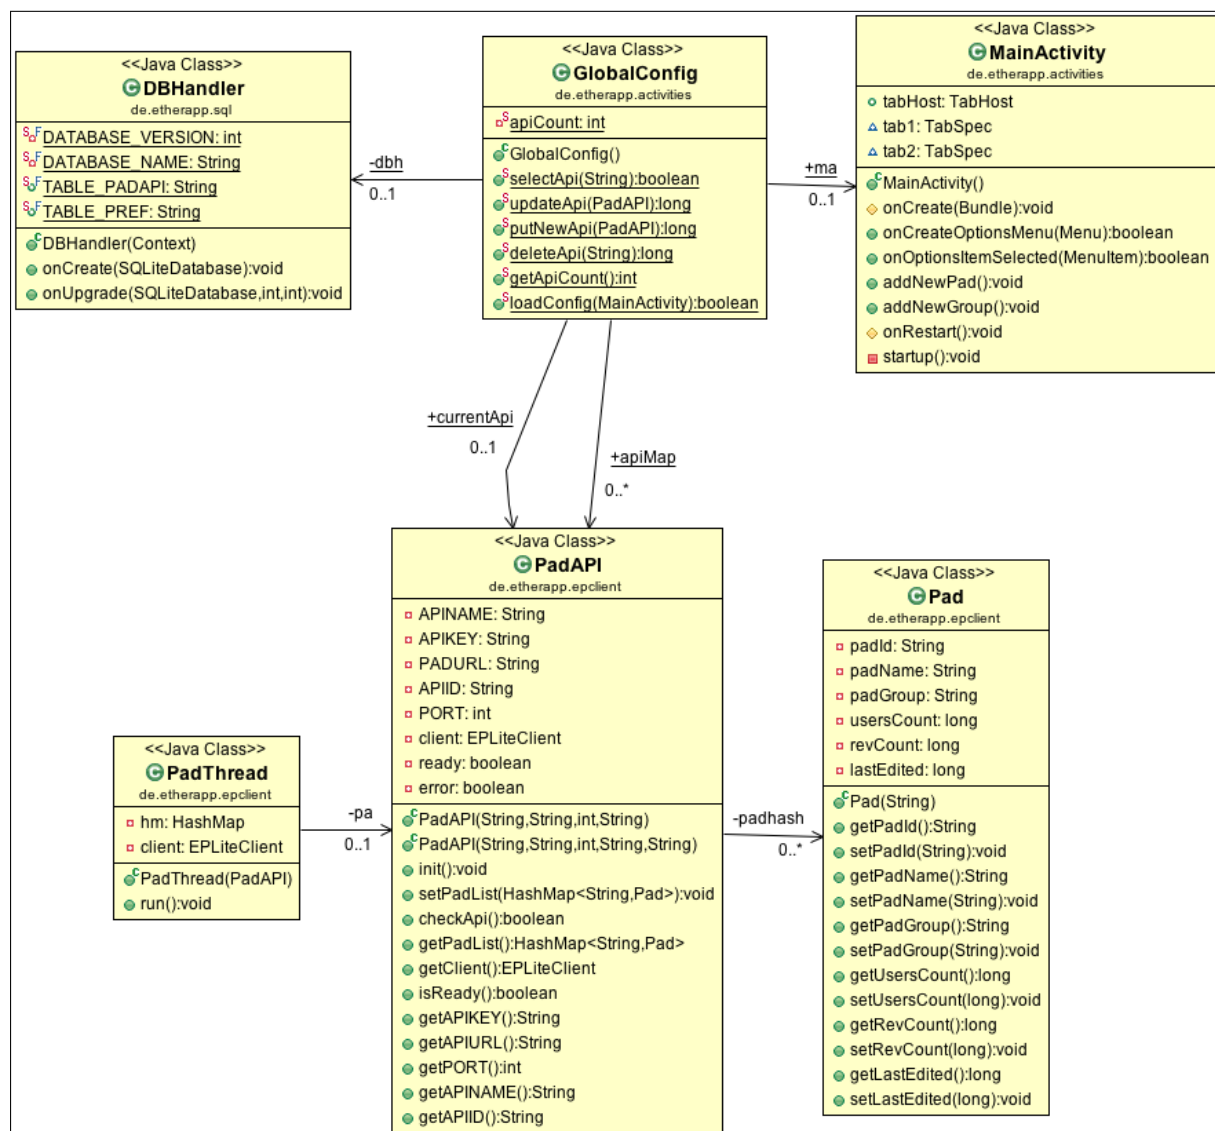 <<Java Class>>
DBHandler
de.etherapp.sql
DATABASE_VERSION: int
DATABASE_NAME: String
TABLE_PADAPI: String
TABLE_PREF: String
DBHandler(Context)
onCreate(SQLiteDatabase):void
onUpgrade(SQLiteDatabase,int,int):void
-dbh
0..1
<<Java Class>>
GlobalConfig
de.etherapp.activities
apiCount: int
GlobalConfig()
selectApi(String):boolean
updateApi(PadAPI):long
putNewApi(PadAPI):long
deleteApi(String):long
getApiCount():int
loadConfig(MainActivity):boolean
+ma
0..1
<<Java Class>>
MainActivity
de.etherapp.activities
tabHost: TabHost
tab1: TabSpec
tab2: TabSpec
MainActivity()
onCreate(Bundle):void
onCreateOptionsMenu(Menu):boolean
onOptionsItemSelected(MenuItem):boolean
addNewPad():void
addNewGroup():void
onRestart():void
startup():void
+currentApi
0..1
+apiMap
0..*
<<Java Class>>
PadThread
de.etherapp.epclient
hm: HashMap
client: EPLiteClient
PadThread(PadAPI)
run():void
-pa
0..1
<<Java Class>>
PadAPI
de.etherapp.epclient
APINAME: String
APIKEY: String
PADURL: String
APIID: String
PORT: int
client: EPLiteClient
ready: boolean
error: boolean
PadAPI(String,String,int,String)
PadAPI(String,String,int,String,String)
init():void
setPadList(HashMap<String,Pad>):void
checkApi():boolean
getPadList():HashMap<String,Pad>
getClient():EPLiteClient
isReady():boolean
getAPIKEY():String
getAPIURL():String
getPORT():int
getAPINAME():String
getAPIID():String
-padhash
0..*
<<Java Class>>
Pad
de.etherapp.epclient
padId: String
padName: String
padGroup: String
usersCount: long
revCount: long
lastEdited: long
Pad(String)
getPadId():String
setPadId(String):void
getPadName():String
setPadName(String):void
getPadGroup():String
setPadGroup(String):void
getUsersCount():long
setUsersCount(long):void
getRevCount():long
setRevCount(long):void
getLastEdited():long
setLastEdited(long):void